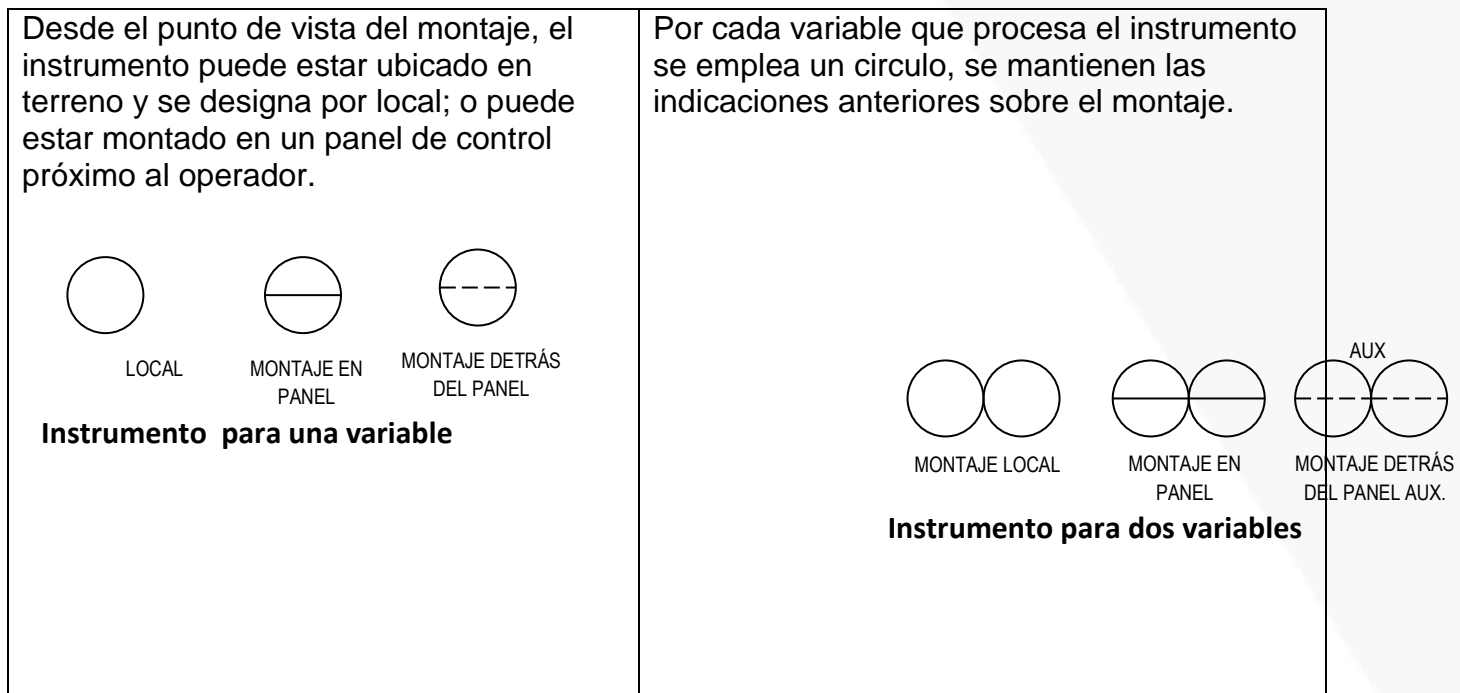 Desde el punto de vista del montaje, el
instrumento puede estar ubicado en
terreno y se designa por local; o puede
estar montado en un panel de control
próximo al operador.
LOCAL
MONTAJE EN
PANEL
MONTAJE DETRÁS
DEL PANEL
Instrumento para una variable
Por cada variable que procesa el instrumento
se emplea un circulo, se mantienen las
indicaciones anteriores sobre el montaje.
AUX
MONTAJE LOCAL
MONTAJE EN
PANEL
MONTAJE DETRÁS
DEL PANEL AUX.
Instrumento para dos variables